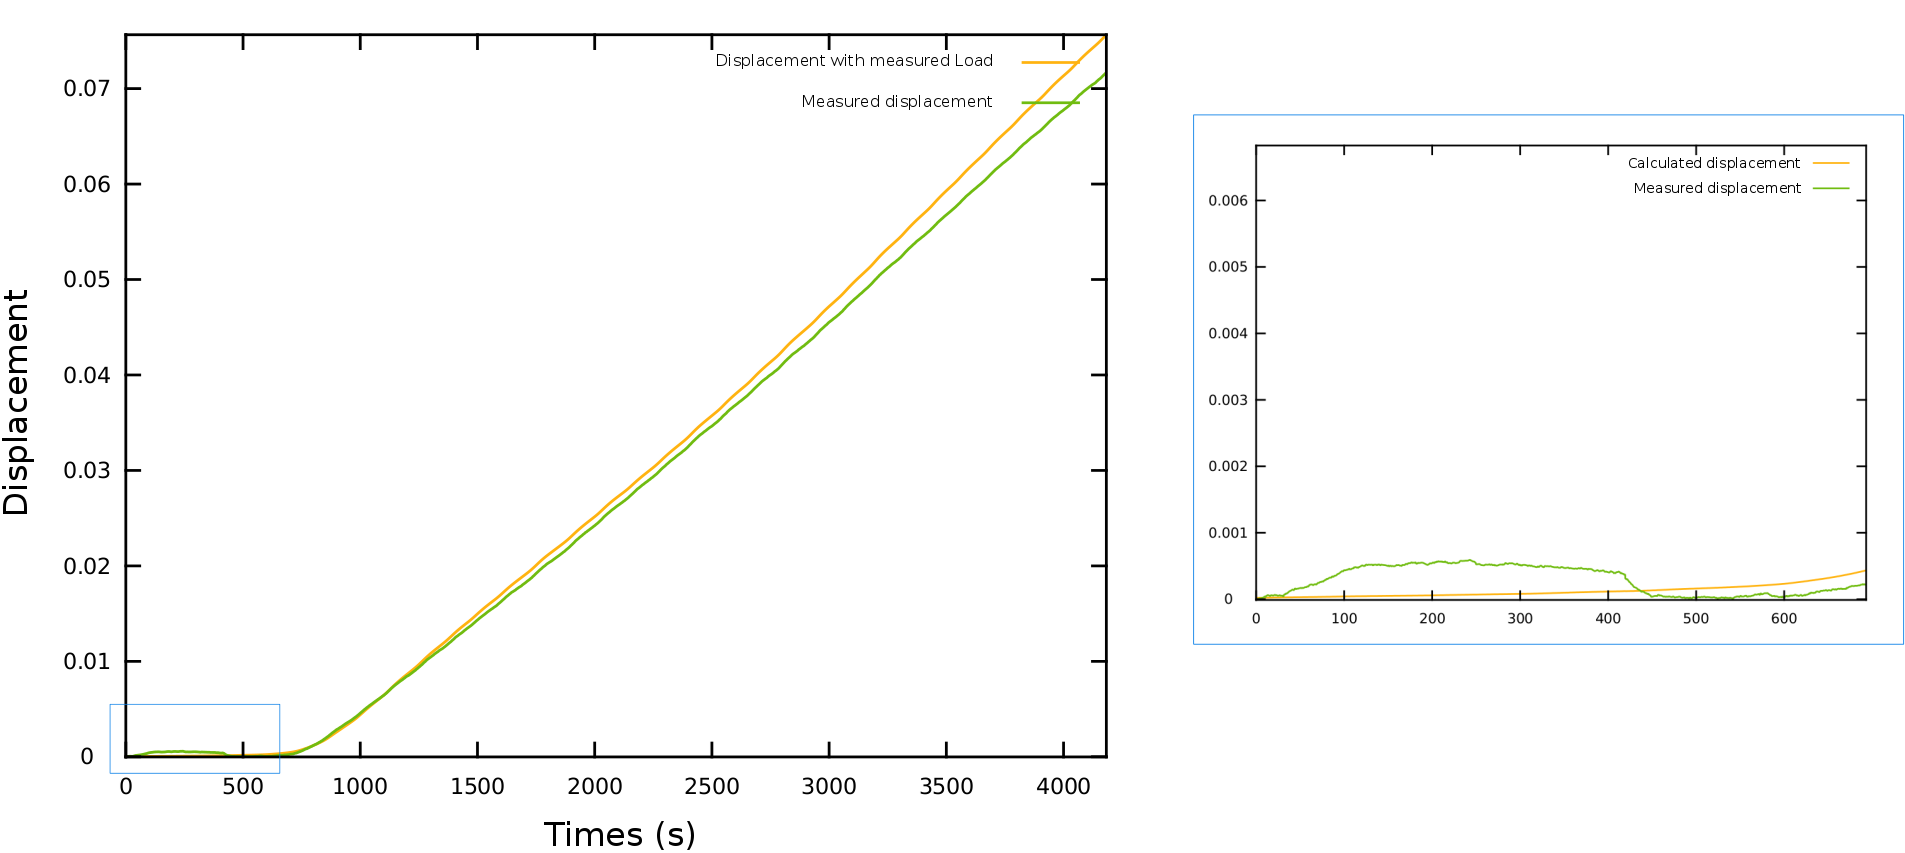 Displacement with measured Load
Measured displacement
0.07
0.06
0.05
0.04
0.03
0.02
0.01
0
0 500 1000 1500 2000 2500 3000 3500 4000
Displacement
Times (s)
Calculated displacement
Measured displacement
0.006
0.005
0.004
0.003
0.002
0.001
0
0 100 200 300 400 500 600